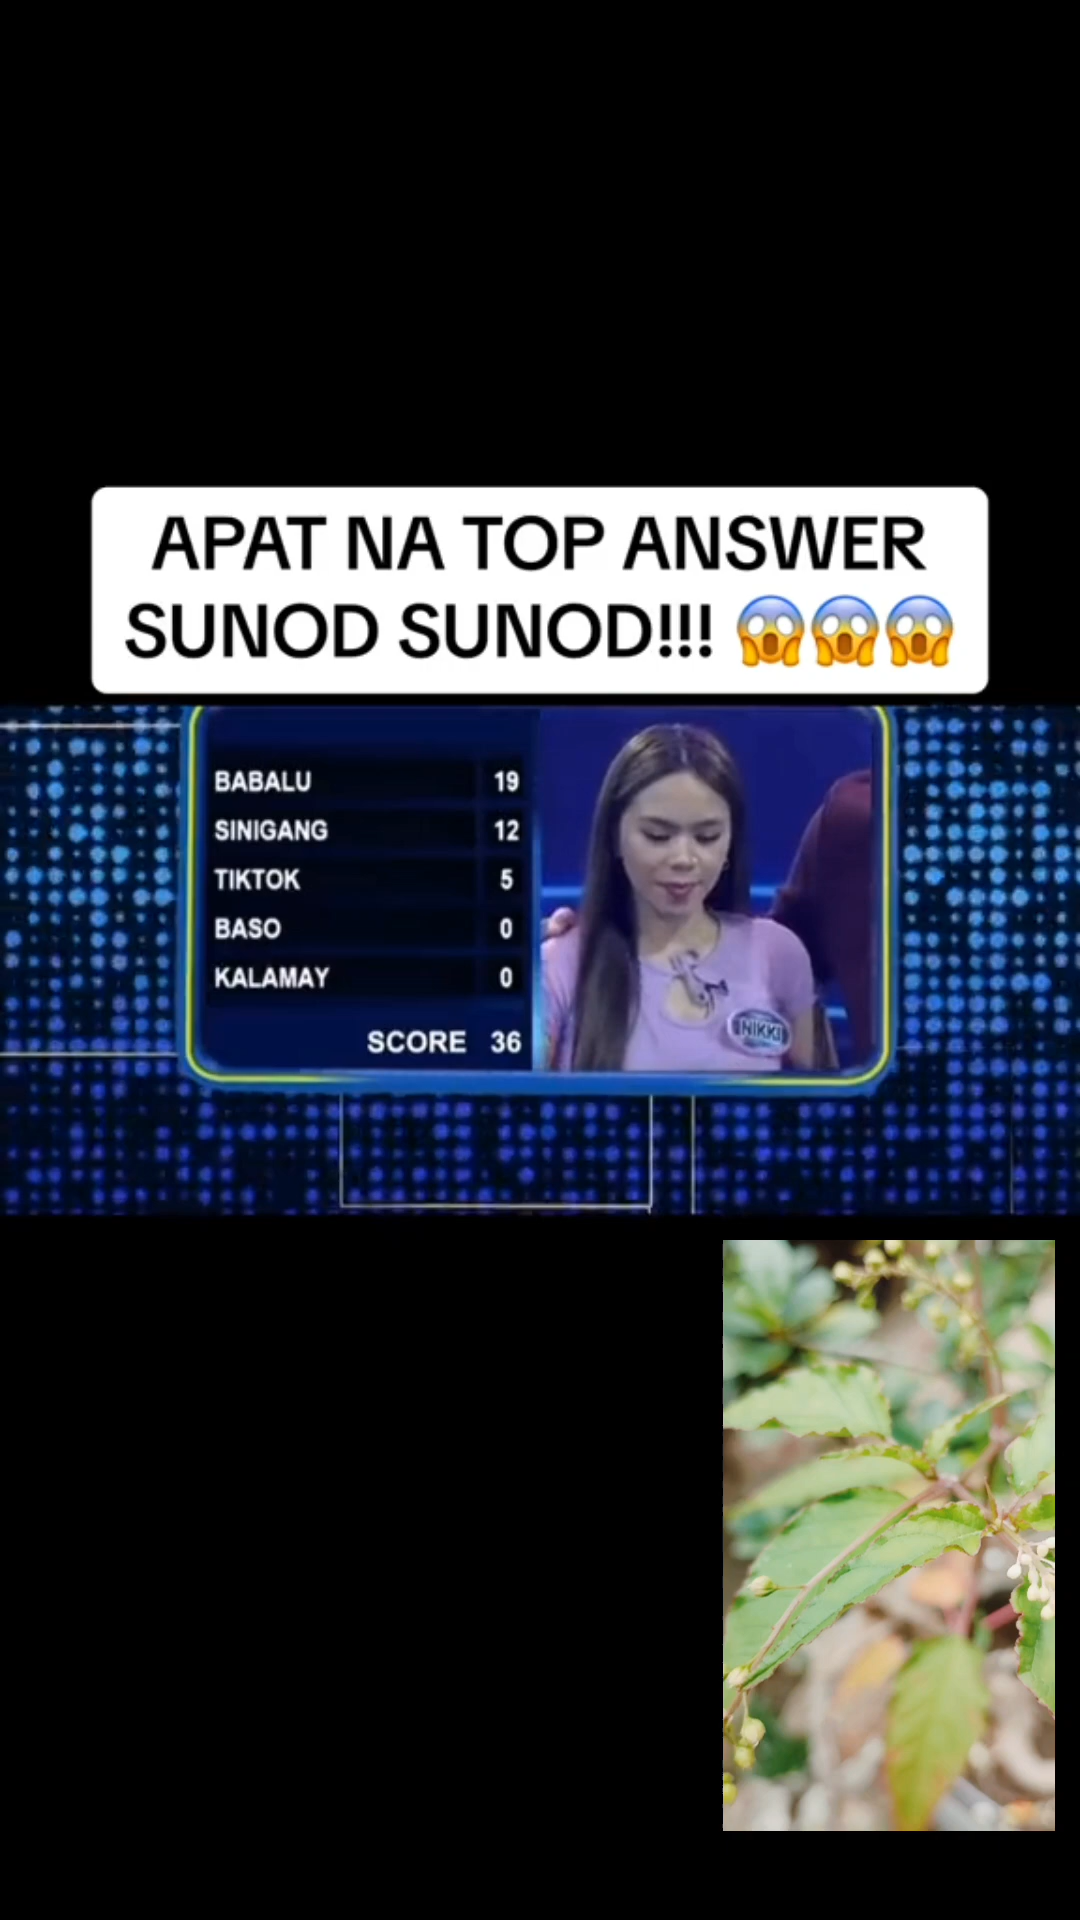 APAT NA TOP ANSWER
SUNOD SUNOD!!! 😱😱😱
BABALU 19
SINIGANG 12
TIKTOK 5
BASO 0
KALAMAY 0
SCORE 36
NIKKI